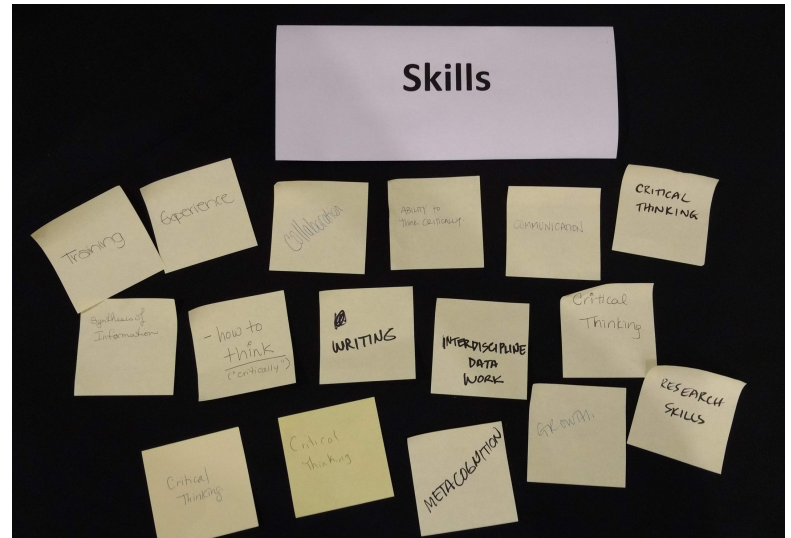 Skills
Training
Experience
Collaboration
ABILITY TO
THINK CRITICALLY
COMMUNICATION
CRITICAL
THINKING
Synthesis of
Information
- how to
think
("critically")
WRITING
INTERDISCIPLINE
DATA
WORK
Critical
Thinking
RESEARCH
SKILLS
Critical
Thinking
Critical
Thinking
METACOGNITION
GROWTH.